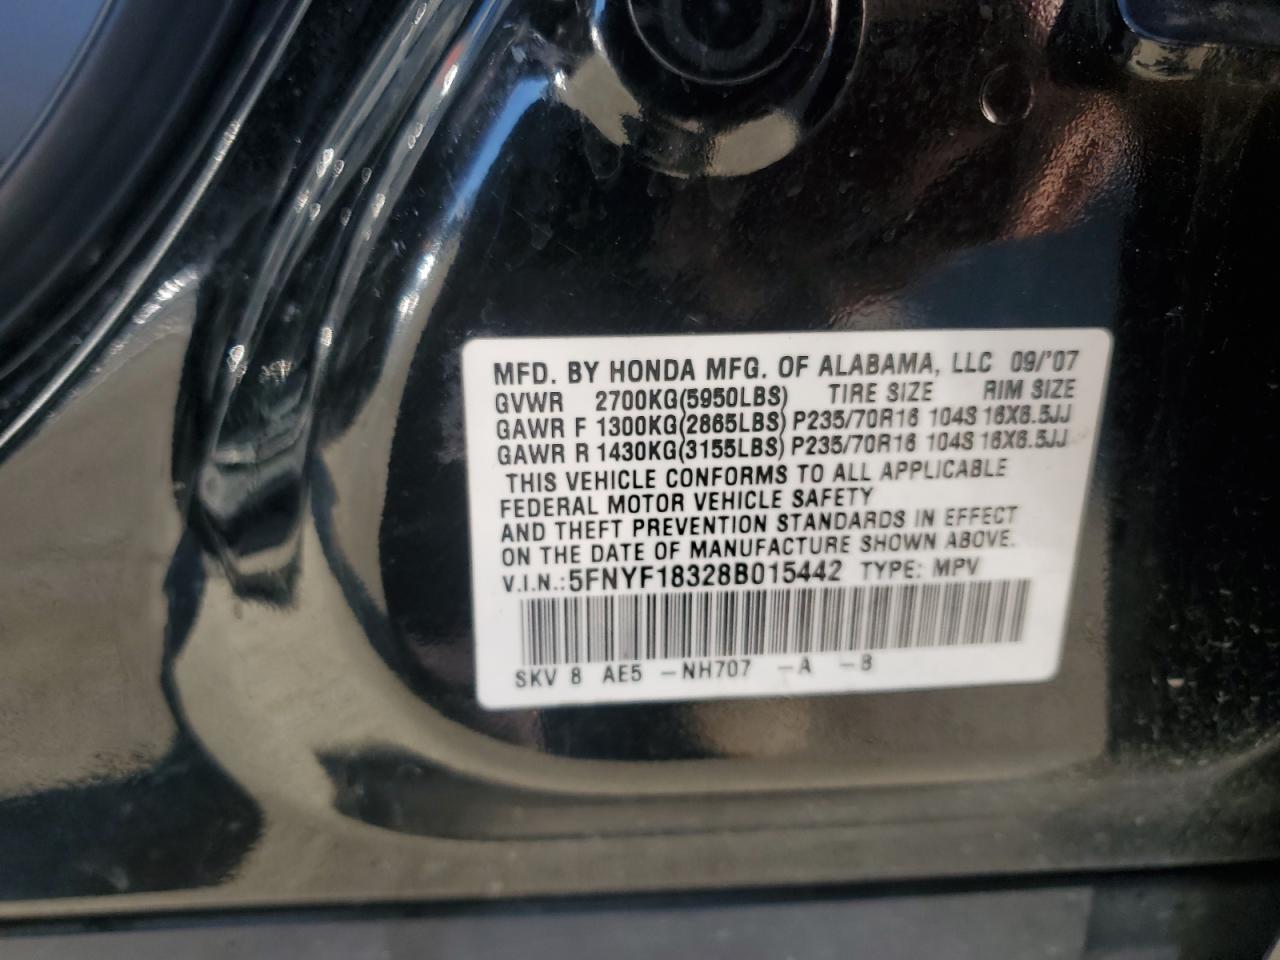 MFD. BY HONDA MFG. OF ALABAMA, LLC 09/'07
GVWR 2700KG(5950LBS) TIRE SIZE RIM SIZE
GAWR F 1300KG(2865LBS) P235/70R16 104S 16X6.5JJ
GAWR R 1430KG(3155LBS) P235/70R16 104S 16X6.5JJ
THIS VEHICLE CONFORMS TO ALL APPLICABLE
FEDERAL MOTOR VEHICLE SAFETY
AND THEFT PREVENTION STANDARDS IN EFFECT
ON THE DATE OF MANUFACTURE SHOWN ABOVE.
V.I.N.: 5FNYF18328B015442 TYPE: MPV
SKV 8 AE5 -NH707 -A -B